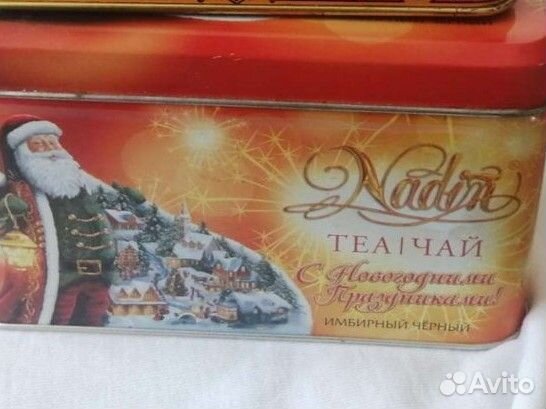 Nadin
TEA | ЧАЙ
С Новогодними
Праздниками!
ИМБИРНЫЙ ЧЁРНЫЙ
Avito